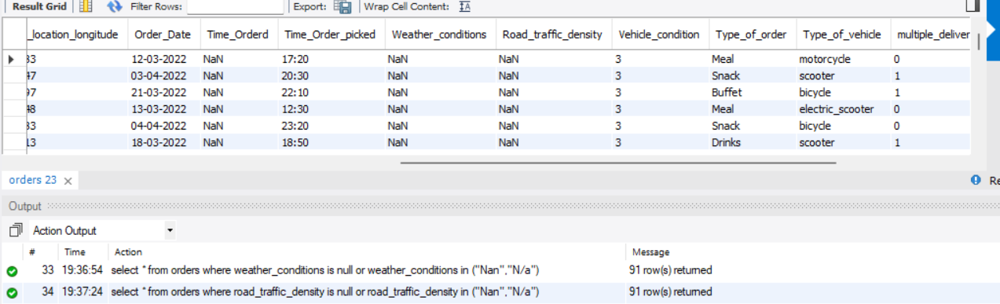 Result Grid Filter Rows: Export: Wrap Cell Content: IA
_location_longitude Order_Date Time_Orderd Time_Order_picked Weather_conditions Road_traffic_density Vehicle_condition Type_of_order Type_of_vehicle multiple_deliver
33 12-03-2022 NaN 17:20 NaN NaN 3 Meal motorcycle 0
47 03-04-2022 NaN 20:30 NaN NaN 3 Snack scooter 1
97 21-03-2022 NaN 22:10 NaN NaN 3 Buffet bicycle 1
48 13-03-2022 NaN 12:30 NaN NaN 3 Meal electric_scooter 0
33 04-04-2022 NaN 23:20 NaN NaN 3 Snack bicycle 0
13 18-03-2022 NaN 18:50 NaN NaN 3 Drinks scooter 1
orders 23 Re
Output
Action Output
# Time Action Message
33 19:36:54 select * from orders where weather_conditions is null or weather_conditions in ("Nan","N/a") 91 row(s) returned
34 19:37:24 select * from orders where road_traffic_density is null or road_traffic_density in ("Nan","N/a") 91 row(s) returned